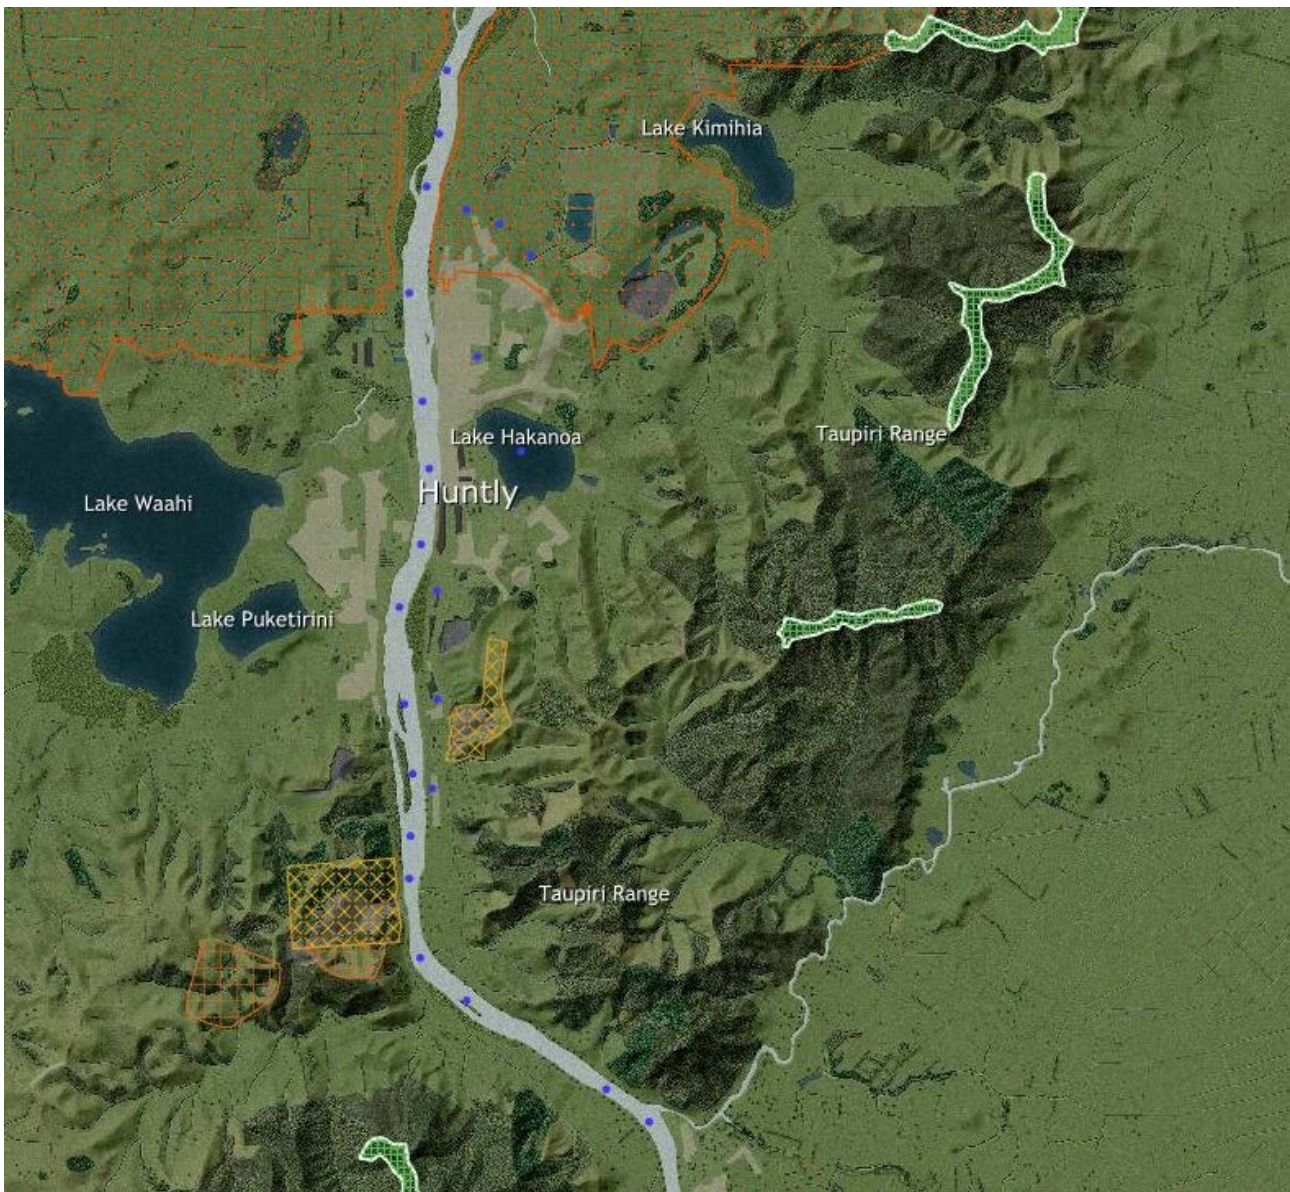 Lake Kimihia
Taupiri Range
Lake Hakanoa
Huntly
Lake Waahi
Lake Puketirini
Taupiri Range